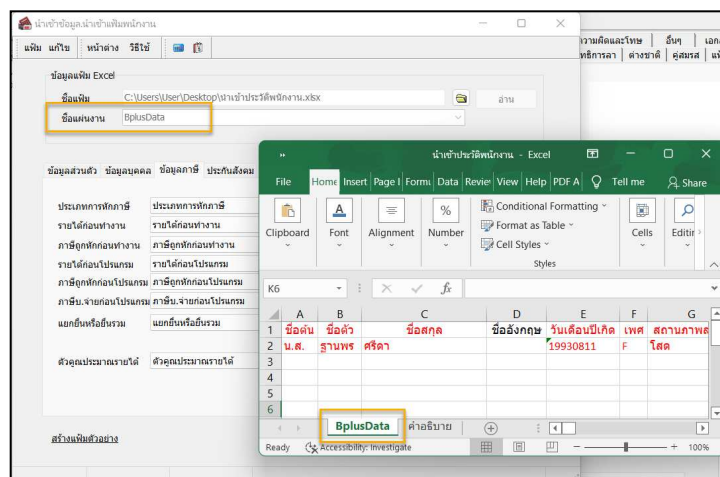 นำเข้าข้อมูล.นำเข้าแฟ้มพนักงาน
แฟ้ม แก้ไข หน้าต่าง วิธีใช้
ข้อมูลแฟ้ม Excel
ชื่อแฟ้ม C:\Users\User\Desktop\นำเข้าประวัติพนักงาน.xlsx อ่าน
ชื่อแผ่นงาน BplusData
ข้อมูลส่วนตัว ข้อมูลบุคคล ข้อมูลภาษี ประกันสังคม
ประเภทการหักภาษี ประเภทการหักภาษี
รายได้ก่อนทำงาน รายได้ก่อนทำงาน
ภาษีถูกหักก่อนทำงาน ภาษีถูกหักก่อนทำงาน
รายได้ก่อนโปรแกรม รายได้ก่อนโปรแกรม
ภาษีถูกหักก่อนโปรแกรม ภาษีถูกหักก่อนโปรแกรม
ภาษีบ.จ่ายก่อนโปรแกรม ภาษีบ.จ่ายก่อนโปรแกรม
แยกยื่นหรือยื่นรวม แยกยื่นหรือยื่นรวม
ตัวคูณประมาณรายได้ ตัวคูณประมาณรายได้
สร้างแฟ้มตัวอย่าง
วามผิดและโทษ อื่นๆ เอกส
ต่างชาติ คู่สมรส
นำเข้าประวัติพนักงาน - Excel
File Home Insert Page I Formu Data Review View Help PDF A Tell me Share
Clipboard Font Alignment Number Conditional Formatting Format as Table Cell Styles Styles Cells Editir
K6 fx
A B C D E F G
1 ชื่อต้น ชื่อตัว ชื่อสกุล ชื่ออังกฤษ วันเดือนปีเกิด เพศ สถานภาพส
2 น.ส. ฐานพร ศรีดา 19930811 F โสด
3
4
5
6
BplusData คำอธิบาย
Ready Accessibility: Investigate 100%